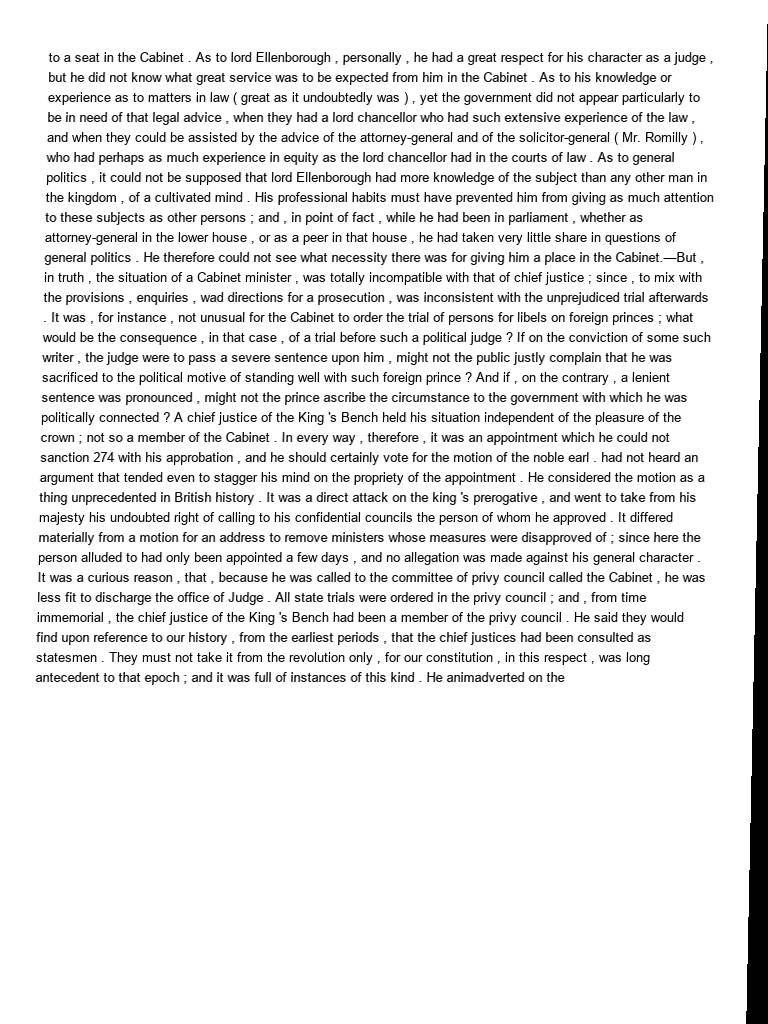 to a seat in the Cabinet . As to lord Ellenborough , personally , he had a great respect for his character as a judge ,
but he did not know what great service was to be expected from him in the Cabinet . As to his knowledge or
experience as to matters in law ( great as it undoubtedly was ) , yet the government did not appear particularly to
be in need of that legal advice , when they had a lord chancellor who had such extensive experience of the law ,
and when they could be assisted by the advice of the attorney-general and of the solicitor-general ( Mr. Romilly ) ,
who had perhaps as much experience in equity as the lord chancellor had in the courts of law . As to general
politics , it could not be supposed that lord Ellenborough had more knowledge of the subject than any other man in
the kingdom , of a cultivated mind . His professional habits must have prevented him from giving as much attention
to these subjects as other persons ; and , in point of fact , while he had been in parliament , whether as
attorney-general in the lower house , or as a peer in that house , he had taken very little share in questions of
general politics . He therefore could not see what necessity there was for giving him a place in the Cabinet.—But ,
in truth , the situation of a Cabinet minister , was totally incompatible with that of chief justice ; since , to mix with
the provisions , enquiries , wad directions for a prosecution , was inconsistent with the unprejudiced trial afterwards
. It was , for instance , not unusual for the Cabinet to order the trial of persons for libels on foreign princes ; what
would be the consequence , in that case , of a trial before such a political judge ? If on the conviction of some such
writer , the judge were to pass a severe sentence upon him , might not the public justly complain that he was
sacrificed to the political motive of standing well with such foreign prince ? And if , on the contrary , a lenient
sentence was pronounced , might not the prince ascribe the circumstance to the government with which he was
politically connected ? A chief justice of the King 's Bench held his situation independent of the pleasure of the
crown ; not so a member of the Cabinet . In every way , therefore , it was an appointment which he could not
sanction 274 with his approbation , and he should certainly vote for the motion of the noble earl . had not heard an
argument that tended even to stagger his mind on the propriety of the appointment . He considered the motion as a
thing unprecedented in British history . It was a direct attack on the king 's prerogative , and went to take from his
majesty his undoubted right of calling to his confidential councils the person of whom he approved . It differed
materially from a motion for an address to remove ministers whose measures were disapproved of ; since here the
person alluded to had only been appointed a few days , and no allegation was made against his general character .
It was a curious reason , that , because he was called to the committee of privy council called the Cabinet , he was
less fit to discharge the office of Judge . All state trials were ordered in the privy council ; and , from time
immemorial , the chief justice of the King 's Bench had been a member of the privy council . He said they would
find upon reference to our history , from the earliest periods , that the chief justices had been consulted as
statesmen . They must not take it from the revolution only , for our constitution , in this respect , was long
antecedent to that epoch ; and it was full of instances of this kind . He animadverted on the